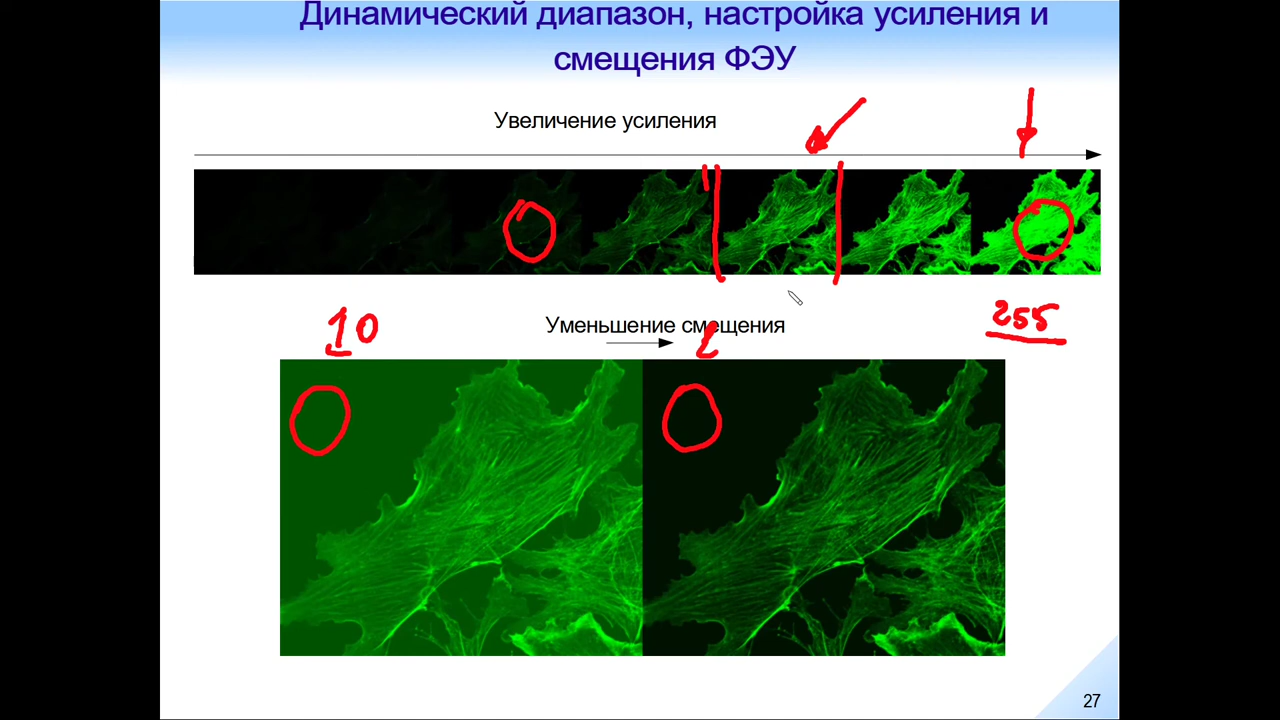 Динамический диапазон, настройка усиления и
смещения ФЭУ
Увеличение усиления
Уменьшение смещения
10
255
27